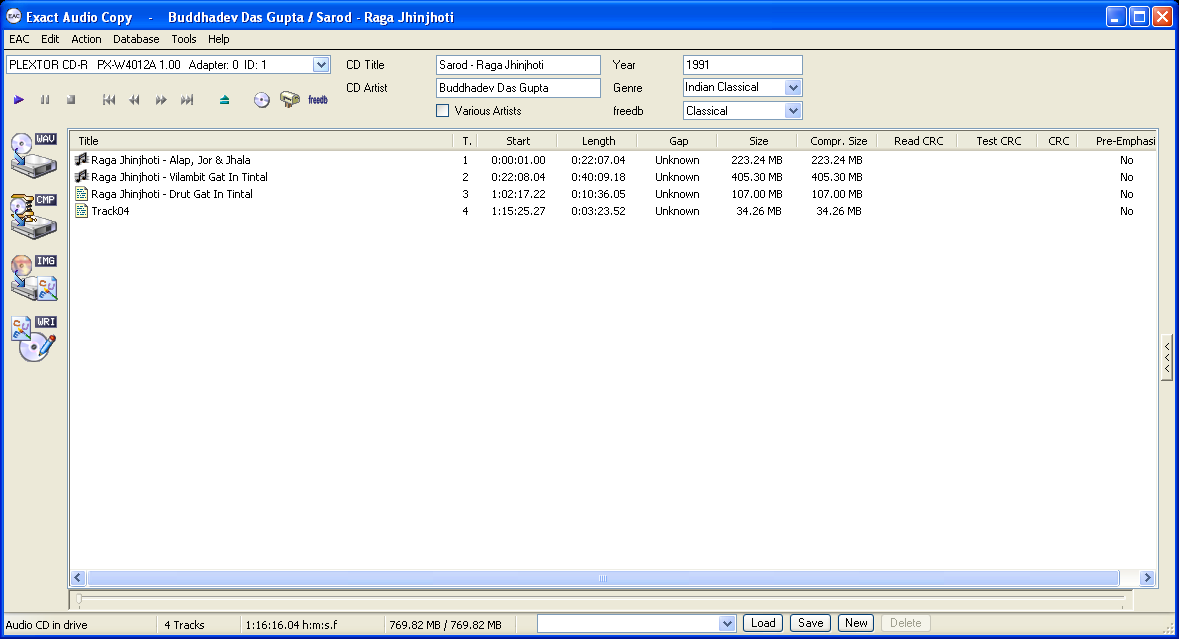 Exact Audio Copy - Buddhadev Das Gupta / Sarod - Raga Jhinjhoti
EAC Edit Action Database Tools Help
PLEXTOR CD-R PX-W4012A 1.00 Adapter: 0 ID: 1
CD Title Sarod - Raga Jhinjhoti Year 1991
CD Artist Buddhadev Das Gupta Genre Indian Classical
Various Artists freedb Classical
freedb
WAV
CMP
IMG
WRI
Title T. Start Length Gap Size Compr. Size Read CRC Test CRC CRC Pre-Emphasi
Raga Jhinjhoti - Alap, Jor & Jhala 1 0:00:01.00 0:22:07.04 Unknown 223.24 MB 223.24 MB No
Raga Jhinjhoti - Vilambit Gat In Tintal 2 0:22:08.04 0:40:09.18 Unknown 405.30 MB 405.30 MB No
Raga Jhinjhoti - Drut Gat In Tintal 3 1:02:17.22 0:10:36.05 Unknown 107.00 MB 107.00 MB No
Track04 4 1:15:25.27 0:03:23.52 Unknown 34.26 MB 34.26 MB No
Audio CD in drive 4 Tracks 1:16:16.04 h:m:s.f 769.82 MB / 769.82 MB Load Save New Delete